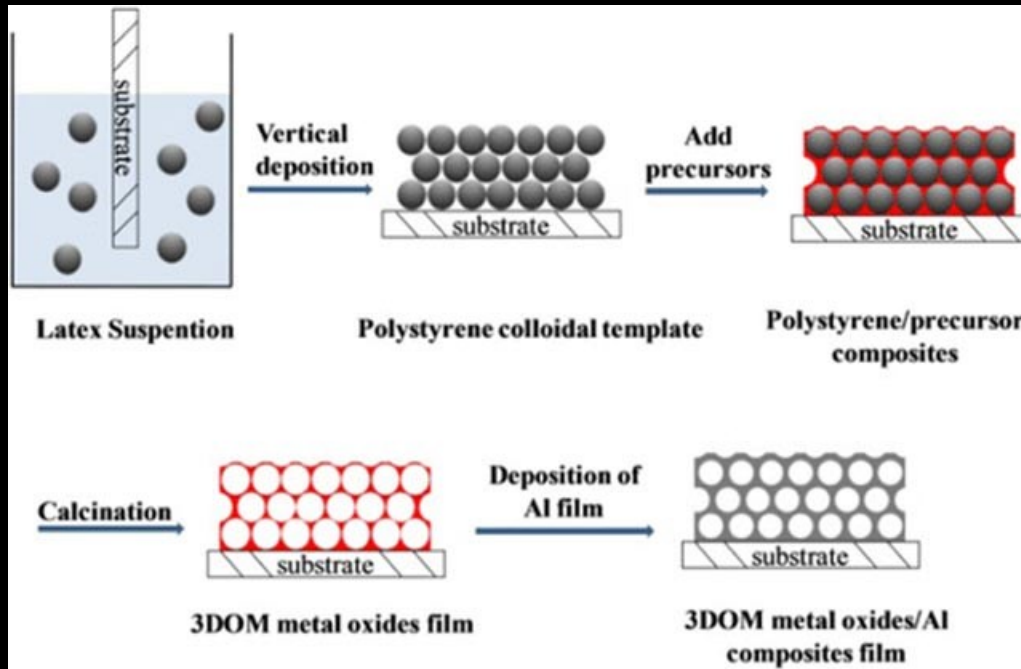 substrate
Vertical
deposition
substrate
Add
precursors
substrate
Latex Suspention
Polystyrene colloidal template
Polystyrene/precursor
composites
Calcination
substrate
Deposition of
Al film
substrate
3DOM metal oxides film
3DOM metal oxides/Al
composites film